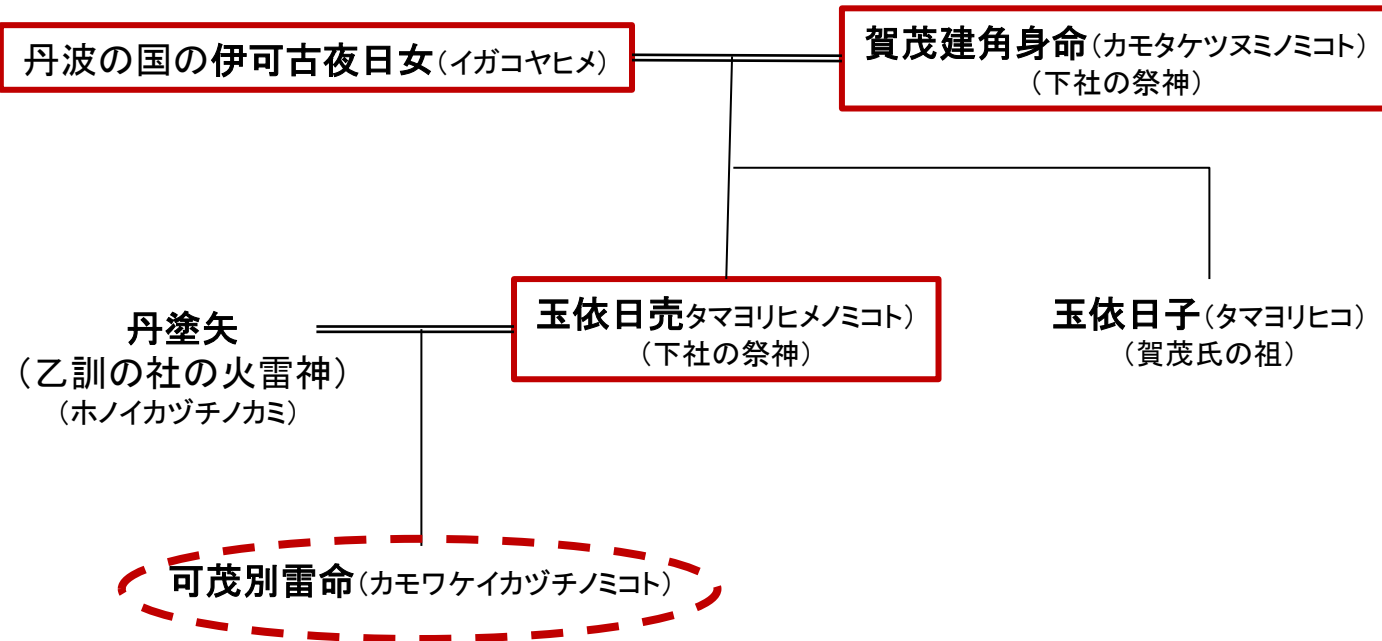 丹波の国の伊可古夜日女(イガコヤヒメ)
賀茂建角身命(カモタケツヌミノミコト)
(下社の祭神)
丹塗矢
(乙訓の社の火雷神)
(ホノイカヅチノカミ)
玉依日売タマヨリヒメノミコト)
(下社の祭神)
玉依日子(タマヨリヒコ)
(賀茂氏の祖)
可茂別雷命(カモワケイカヅチノミコト)